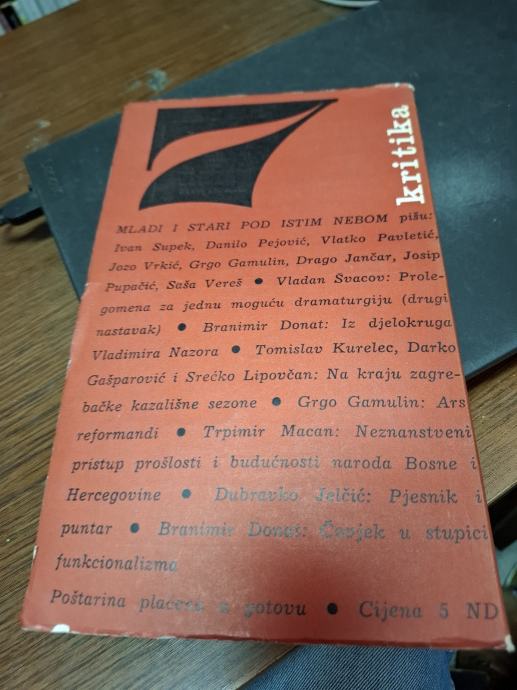 7
kritika
MLADI I STARI POD ISTIM NEBOM pišu:
Ivan Supek, Danilo Pejović, Vlatko Pavletić,
Jozo Vrkić, Grgo Gamulin, Drago Jančar, Josip
Pupačić, Saša Vereš ● Vladan Švacov: Prole-
gomena za jednu moguću dramaturgiju (drugi
nastavak) ● Branimir Donat: Iz djelokruga
Vladimira Nazora ● Tomislav Kurelec, Darko
Gašparović i Srećko Lipovčan: Na kraju zagre-
bačke kazališne sezone ● Grgo Gamulin: Ars
reformandi ● Trpimir Macan: Neznanstveni
pristup prošlosti i budućnosti naroda Bosne i
Hercegovine ● Dubravko Jelčić: Pjesnik i
puntar ● Branimir Donat: Čovjek u stupici
funkcionalizma
Poštarina plaćena u gotovu ● Cijena 5 ND